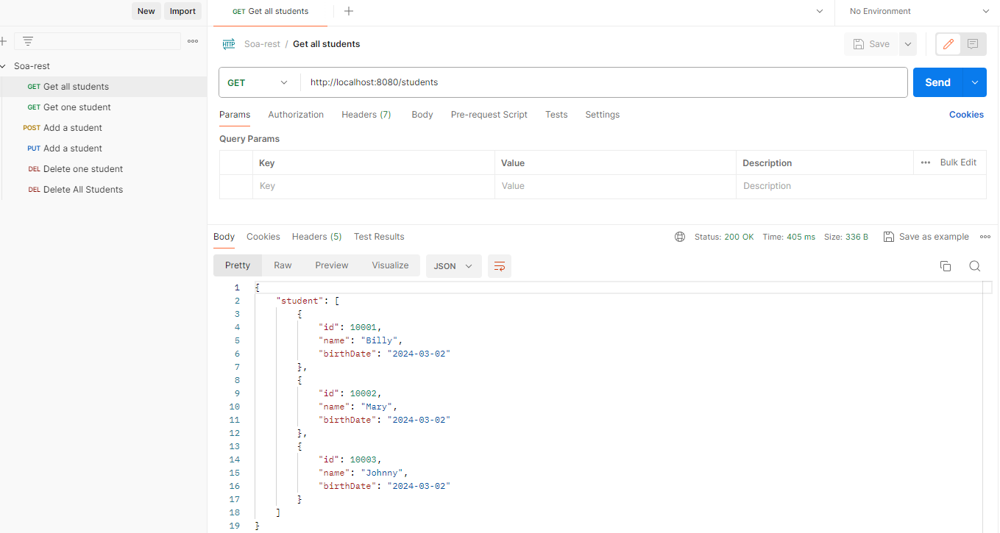 New Import
GET Get all students
No Environment
Soa-rest
GET Get all students
GET Get one student
POST Add a student
PUT Add a student
DEL Delete one student
DEL Delete All Students
HTTP Soa-rest / Get all students
Save
GET http://localhost:8080/students
Send
Params Authorization Headers (7) Body Pre-request Script Tests Settings Cookies
Query Params
Key Value Description Bulk Edit
Key Value Description
Body Cookies Headers (5) Test Results Status: 200 OK Time: 405 ms Size: 336 B Save as example
Pretty Raw Preview Visualize JSON
1 {
2 "student": [
3 {
4 "id": 10001,
5 "name": "Billy",
6 "birthDate": "2024-03-02"
7 },
8 {
9 "id": 10002,
10 "name": "Mary",
11 "birthDate": "2024-03-02"
12 },
13 {
14 "id": 10003,
15 "name": "Johnny",
16 "birthDate": "2024-03-02"
17 }
18 ]
19 }